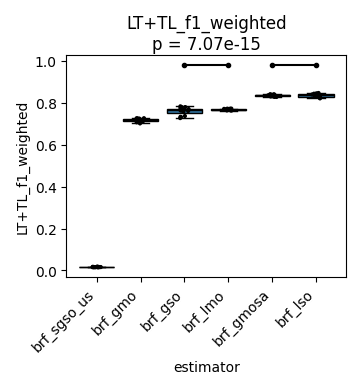 LT+TL_f1_weighted
p = 7.07e-15
LT+TL_f1_weighted
1.0
0.8
0.6
0.4
0.2
0.0
brf_sgso_us
brf_gmo
brf_gso
brf_lmo
brf_gmosa
brf_lso
estimator